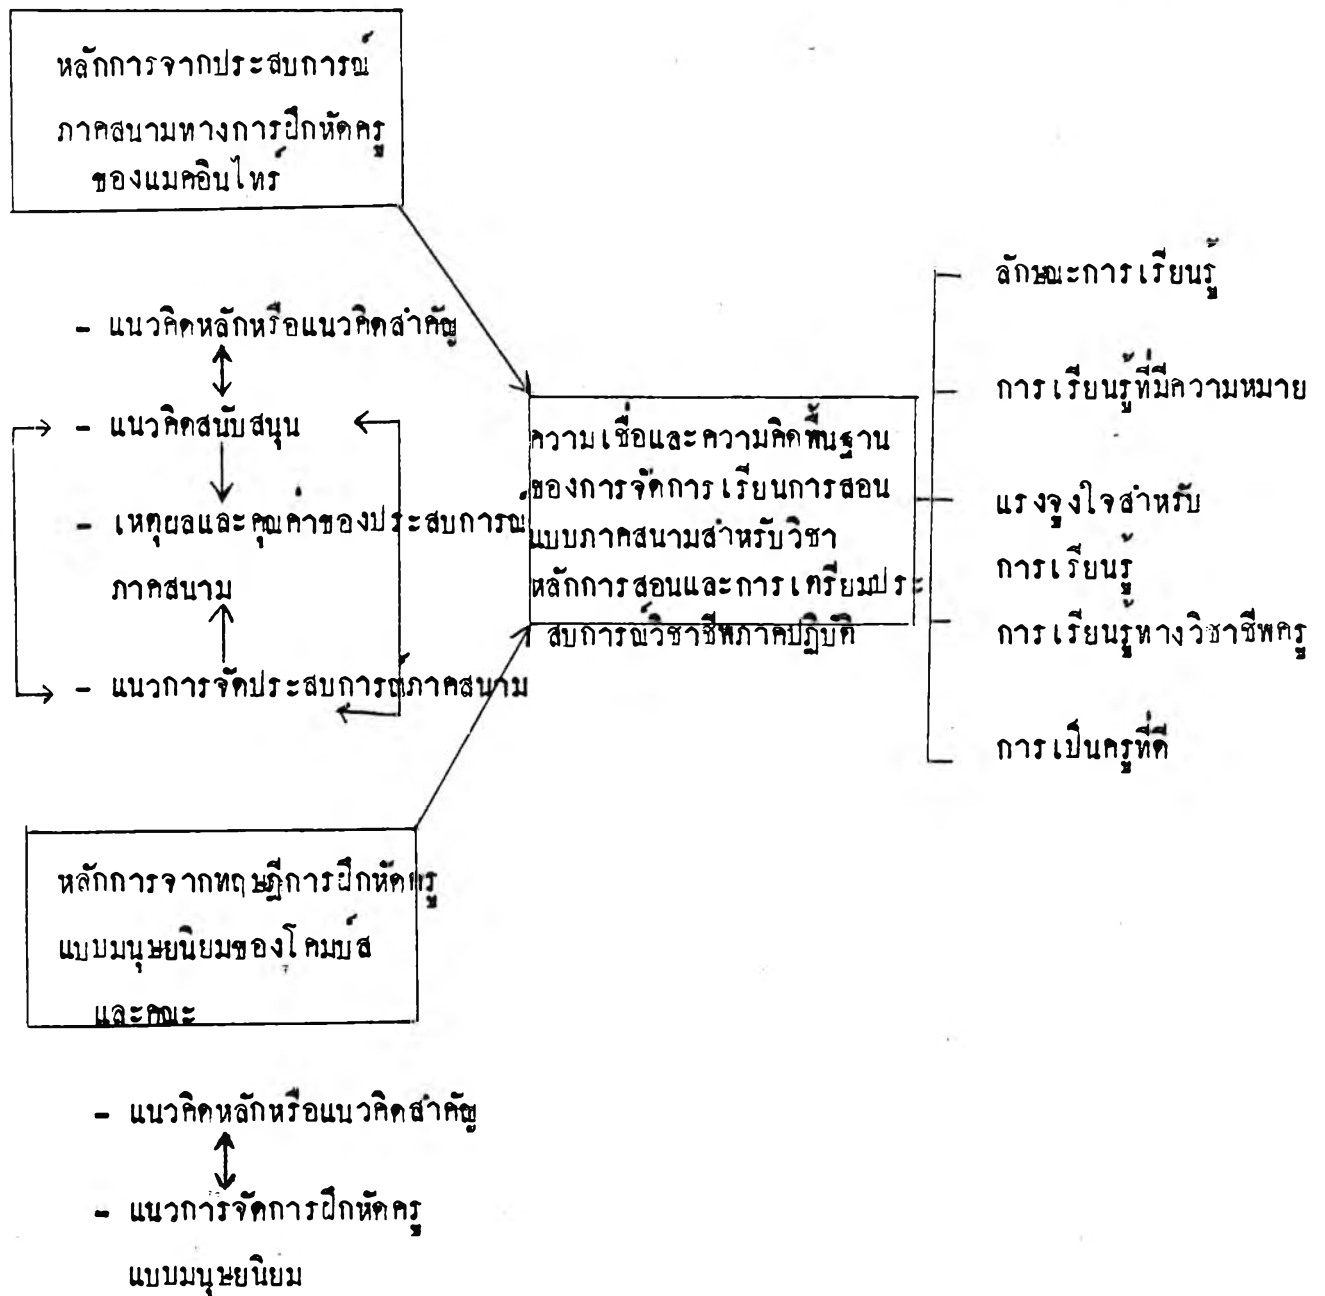 หลักการจากประสบการณ์
ภาคสนามทางการฝึกหัดครู
ของแมคอินไทร์
- แนวคิดหลักหรือแนวคิดสำคัญ
- แนวคิดสนับสนุน
- เหตุผลและคุณค่าของประสบการณ์
ภาคสนาม
- แนวการจัดประสบการณ์ภาคสนาม
ความเชื่อและความคิดพื้นฐาน
ของการจัดการเรียนการสอน
แบบภาคสนามสำหรับวิชา
หลักการสอนและการเตรียมประ
สบการณ์วิชาชีพภาคปฏิบัติ
ลักษณะการเรียนรู้
การเรียนรู้ที่มีความหมาย
แรงจูงใจสำหรับ
การเรียนรู้
การเรียนรู้ทางวิชาชีพครู
การเป็นครูที่ดี
หลักการจากทฤษฎีการฝึกหัดครู
แบบมนุษยนิยมของโคมบ์ส
และคณะ
- แนวคิดหลักหรือแนวคิดสำคัญ
- แนวการจัดการฝึกหัดครู
แบบมนุษยนิยม